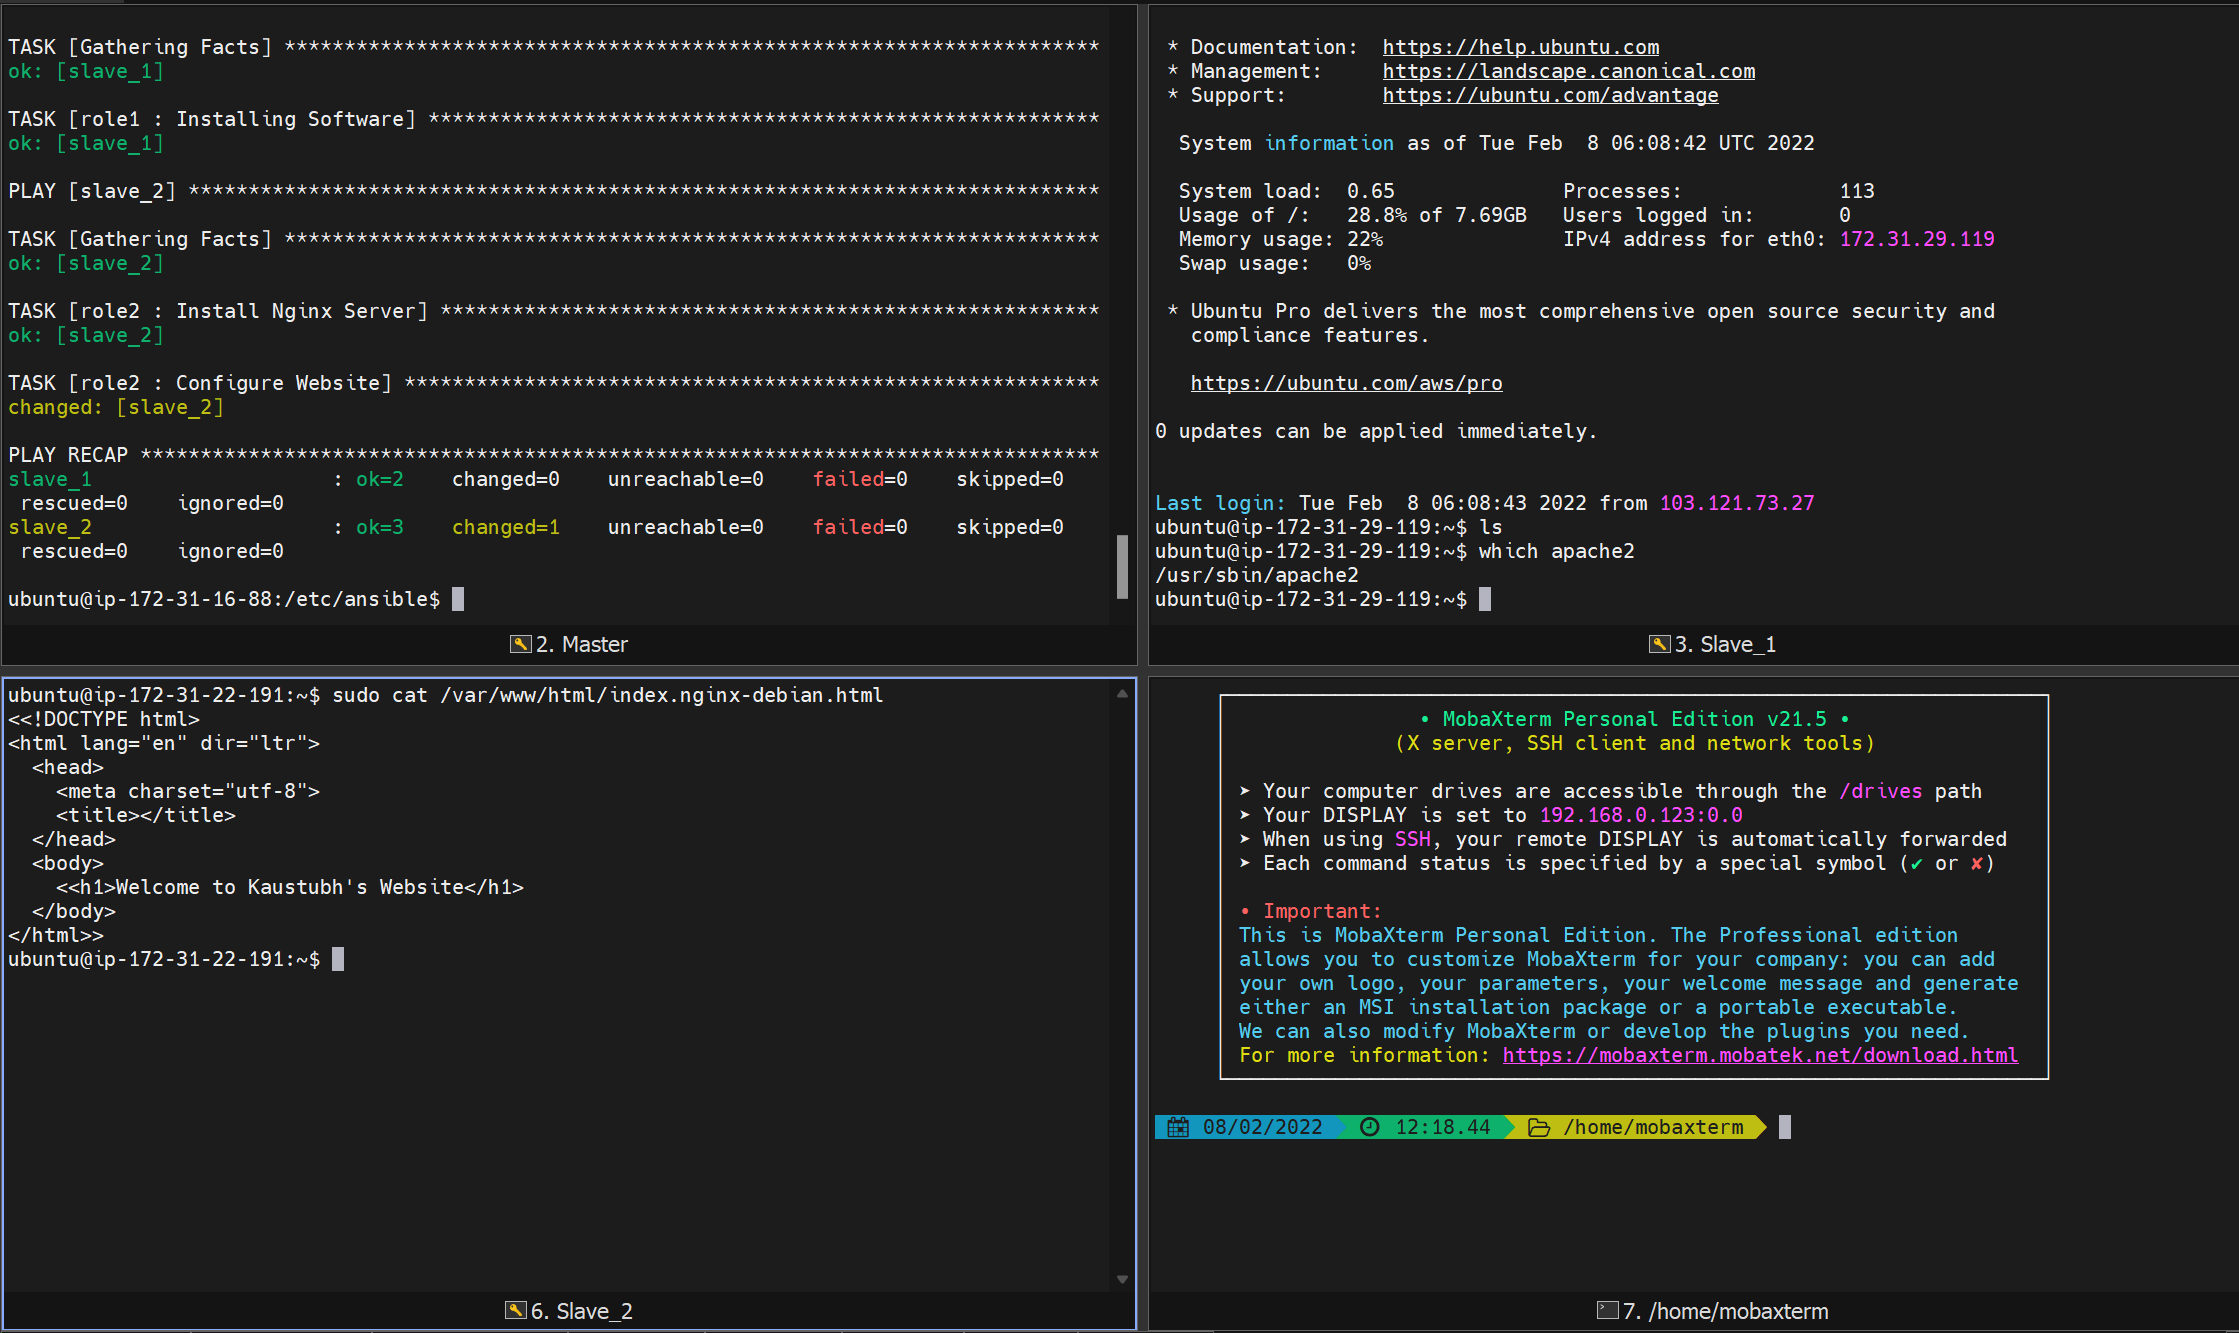 TASK [Gathering Facts] ********************************************************************
ok: [slave_1]
TASK [role1 : Installing Software] ********************************************************
ok: [slave_1]
PLAY [slave_2] ****************************************************************************
TASK [Gathering Facts] ********************************************************************
ok: [slave_2]
TASK [role2 : Install Nginx Server] *******************************************************
ok: [slave_2]
TASK [role2 : Configure Website] **********************************************************
changed: [slave_2]
PLAY RECAP ********************************************************************************
slave_1                    : ok=2    changed=0    unreachable=0    failed=0    skipped=0
 rescued=0    ignored=0
slave_2                    : ok=3    changed=1    unreachable=0    failed=0    skipped=0
 rescued=0    ignored=0
ubuntu@ip-172-31-16-88:/etc/ansible$
2. Master
* Documentation:  https://help.ubuntu.com
* Management:     https://landscape.canonical.com
* Support:        https://ubuntu.com/advantage
System information as of Tue Feb  8 06:08:42 UTC 2022
System load:  0.65              Processes:             113
Usage of /:   28.8% of 7.69GB   Users logged in:       0
Memory usage: 22%               IPv4 address for eth0: 172.31.29.119
Swap usage:   0%
* Ubuntu Pro delivers the most comprehensive open source security and
compliance features.
https://ubuntu.com/aws/pro
0 updates can be applied immediately.
Last login: Tue Feb  8 06:08:43 2022 from 103.121.73.27
ubuntu@ip-172-31-29-119:~$ ls
ubuntu@ip-172-31-29-119:~$ which apache2
/usr/sbin/apache2
ubuntu@ip-172-31-29-119:~$
3. Slave_1
ubuntu@ip-172-31-22-191:~$ sudo cat /var/www/html/index.nginx-debian.html
<<!DOCTYPE html>
<html lang="en" dir="ltr">
  <head>
    <meta charset="utf-8">
    <title></title>
  </head>
  <body>
    <<h1>Welcome to Kaustubh's Website</h1>
  </body>
</html>>
ubuntu@ip-172-31-22-191:~$
6. Slave_2
• MobaXterm Personal Edition v21.5 •
(X server, SSH client and network tools)
➤ Your computer drives are accessible through the /drives path
➤ Your DISPLAY is set to 192.168.0.123:0.0
➤ When using SSH, your remote DISPLAY is automatically forwarded
➤ Each command status is specified by a special symbol (✔ or ✘)
• Important:
This is MobaXterm Personal Edition. The Professional edition
allows you to customize MobaXterm for your company: you can add
your own logo, your parameters, your welcome message and generate
either an MSI installation package or a portable executable.
We can also modify MobaXterm or develop the plugins you need.
For more information: https://mobaxterm.mobatek.net/download.html
08/02/2022 12:18.44 /home/mobaxterm
7. /home/mobaxterm